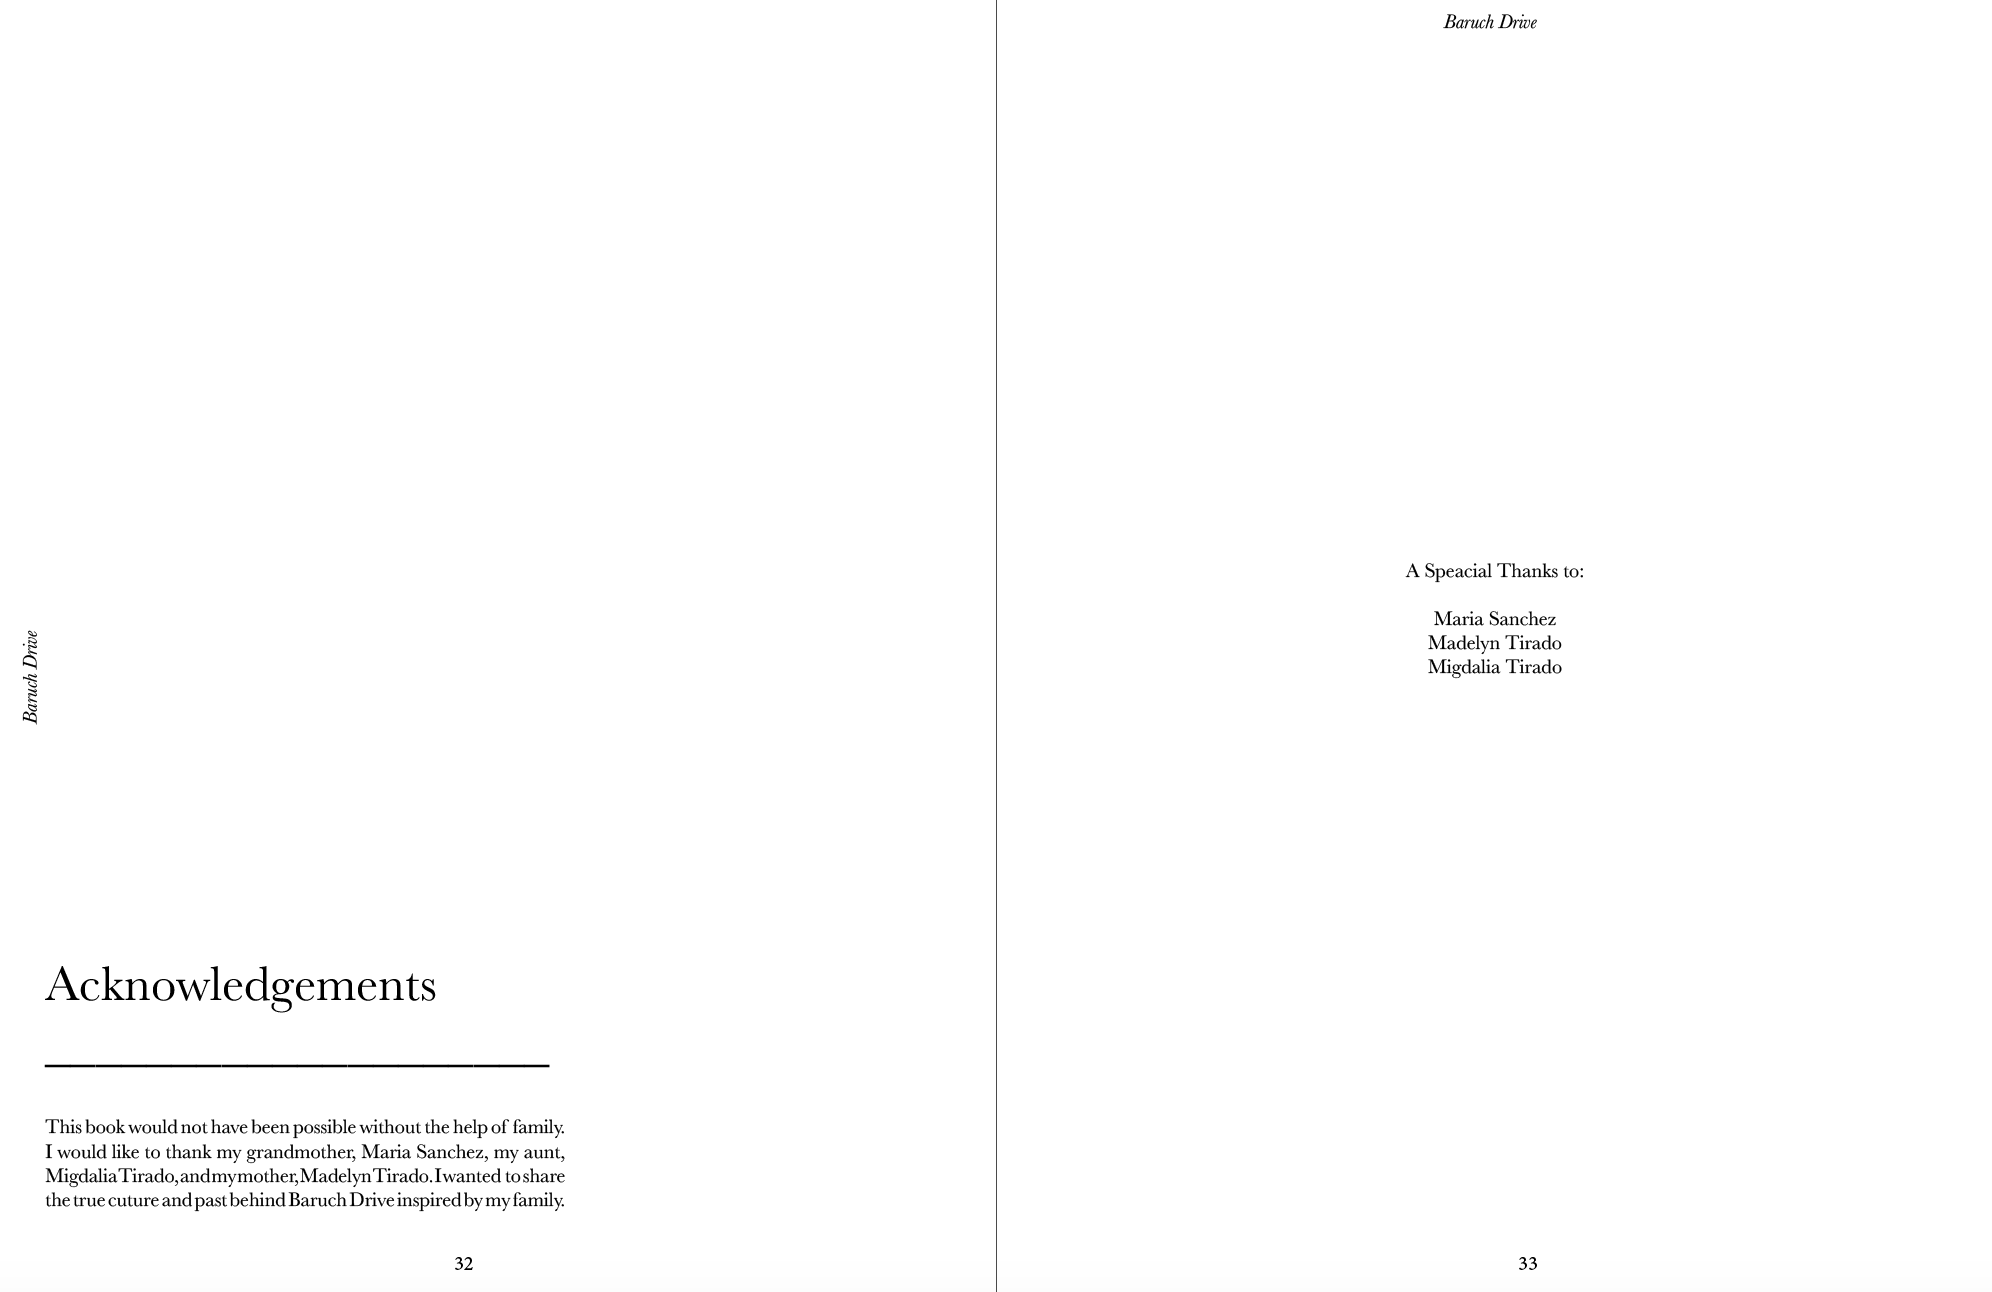 Baruch Drive
Acknowledgements
This book would not have been possible without the help of family.
I would like to thank my grandmother, Maria Sanchez, my aunt,
Migdalia Tirado, and my mother, Madelyn Tirado. I wanted to share
the true cuture and past behind Baruch Drive inspired by my family.
32
Baruch Drive
A Speacial Thanks to:
Maria Sanchez
Madelyn Tirado
Migdalia Tirado
33